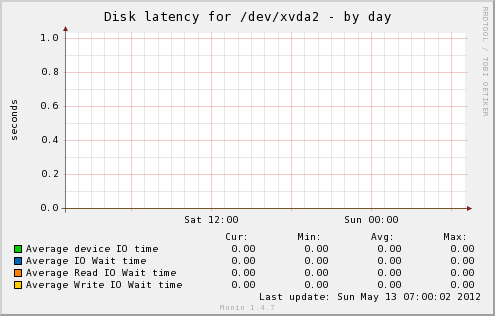 Disk latency for /dev/xvda2 - by day
RRDTOOL / TOBI OETIKER
seconds
1.0
0.8
0.6
0.4
0.2
0.0
Sat 12:00 Sun 00:00
Cur: Min: Avg: Max:
Average device IO time 0.00 0.00 0.00 0.00
Average IO Wait time 0.00 0.00 0.00 0.00
Average Read IO Wait time 0.00 0.00 0.00 0.00
Average Write IO Wait time 0.00 0.00 0.00 0.00
Last update: Sun May 13 07:00:02 2012
Munin 1.4.7